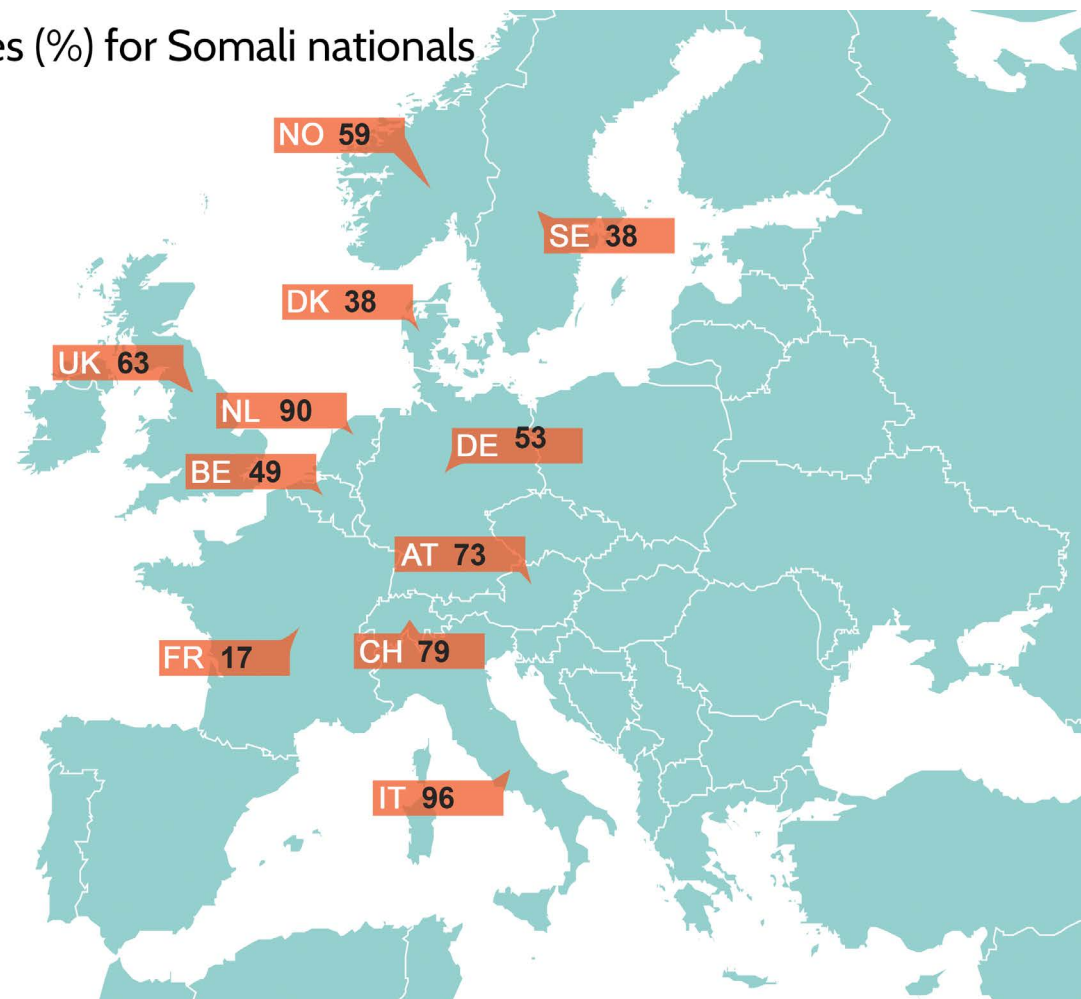 es (%) for Somali nationals
NO 59
SE 38
DK 38
UK 63
NL 90
DE 53
BE 49
AT 73
FR 17
CH 79
IT 96